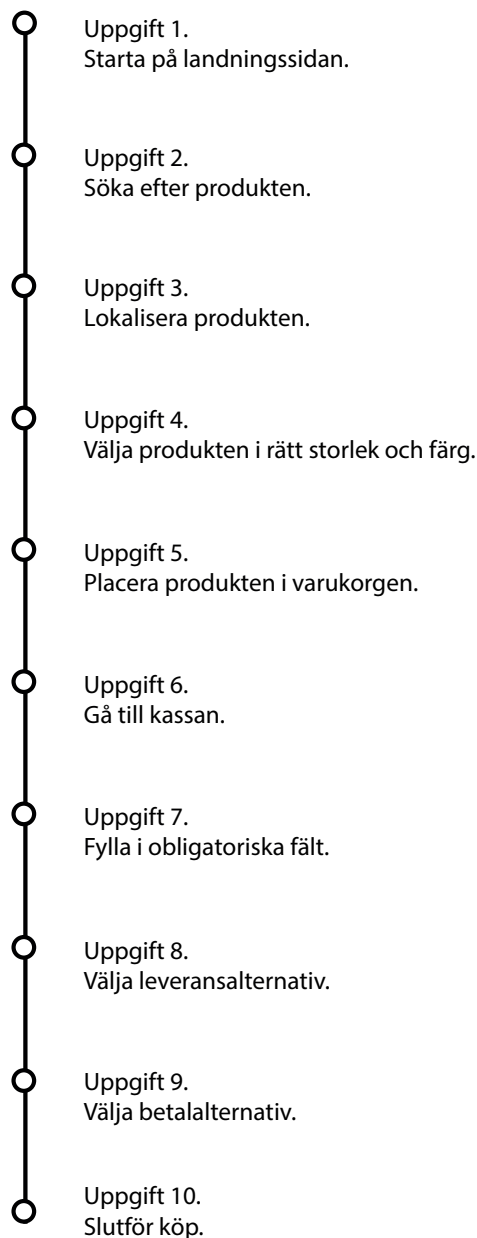 Uppgift 1.
Starta på landningssidan.
Uppgift 2.
Söka efter produkten.
Uppgift 3.
Lokalisera produkten.
Uppgift 4.
Välja produkten i rätt storlek och färg.
Uppgift 5.
Placera produkten i varukorgen.
Uppgift 6.
Gå till kassan.
Uppgift 7.
Fylla i obligatoriska fält.
Uppgift 8.
Välja leveransalternativ.
Uppgift 9.
Välja betalalternativ.
Uppgift 10.
Slutför köp.